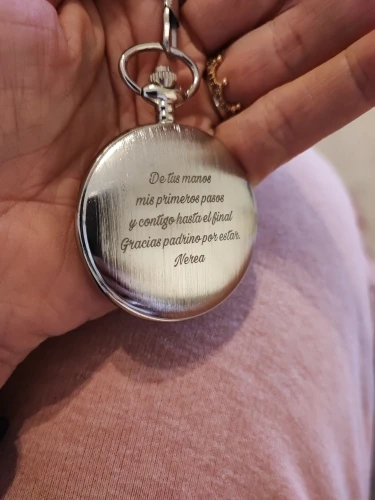 De tus manos
mis primeros pasos
y contigo hasta el final
Gracias padrino por estar.
Nerea